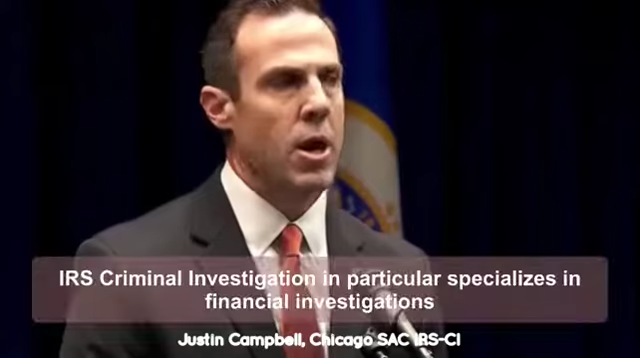 IRS Criminal Investigation in particular specializes in
financial investigations
Justin Campbell, Chicago SAC IRS-CI